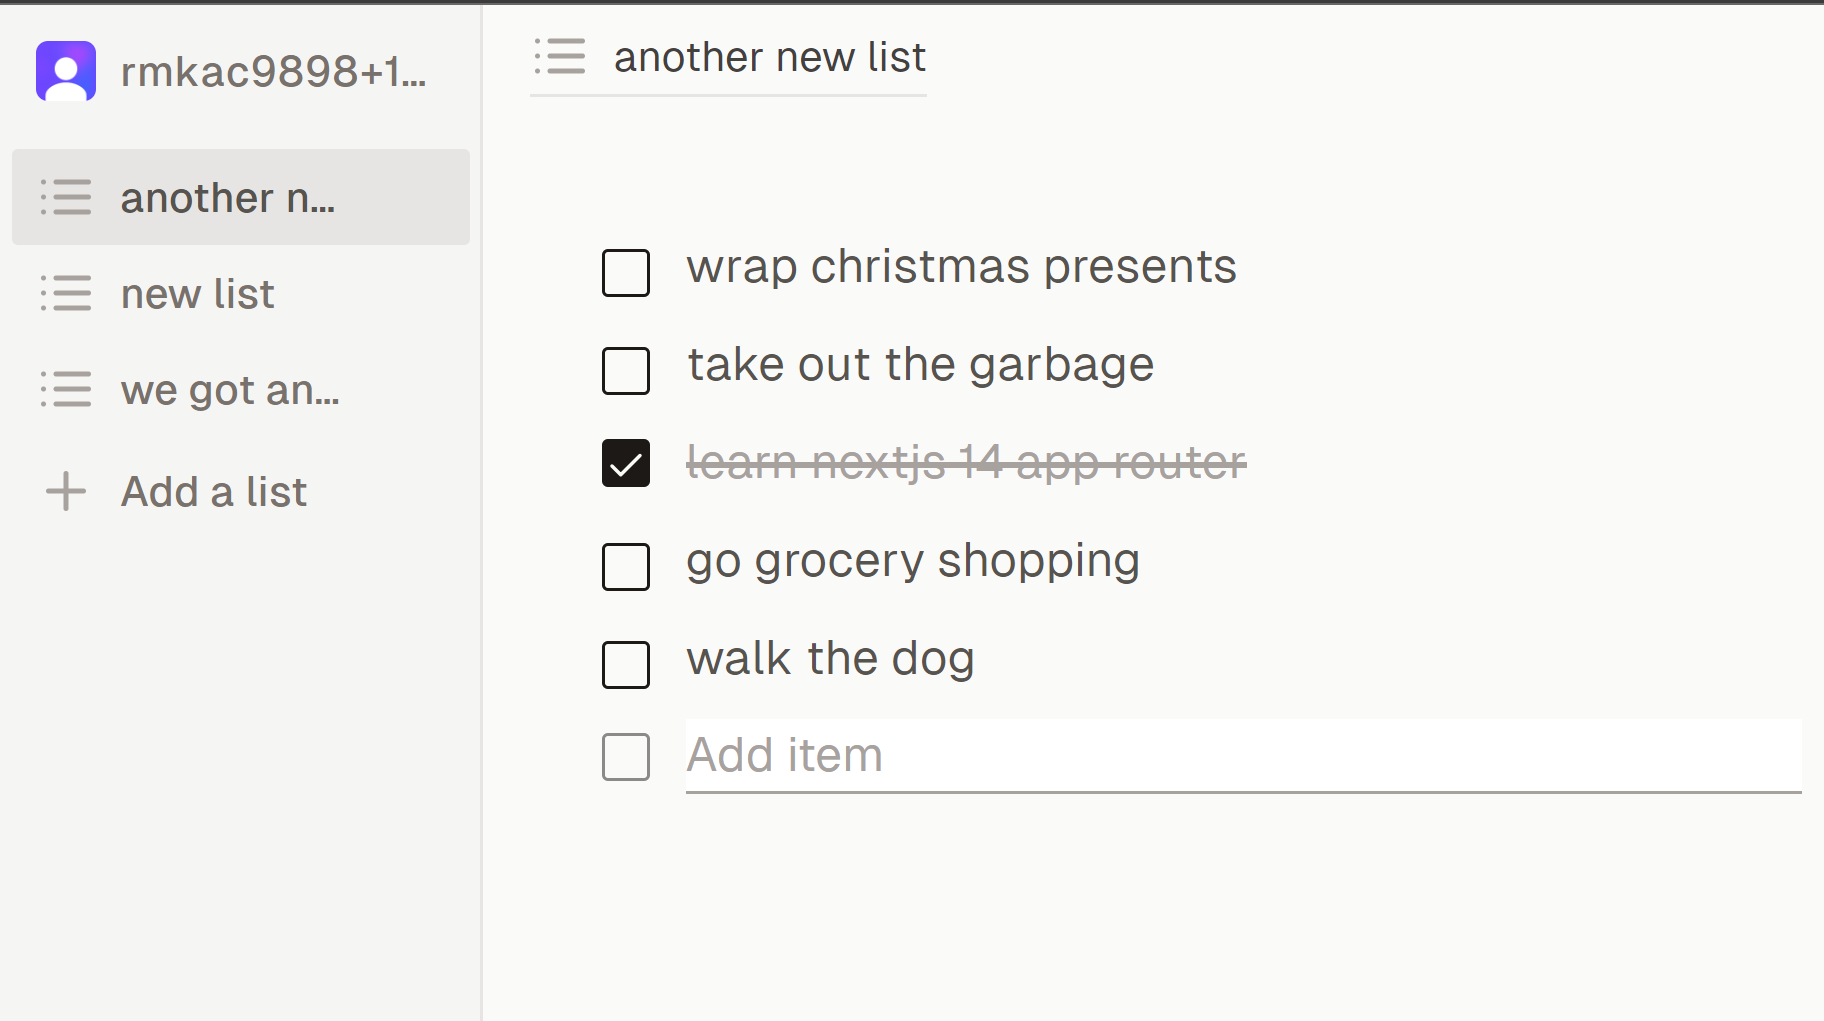 rmkac9898+1...
another n...
new list
we got an...
Add a list
another new list
wrap christmas presents
take out the garbage
learn nextjs 14 app router
go grocery shopping
walk the dog
Add item